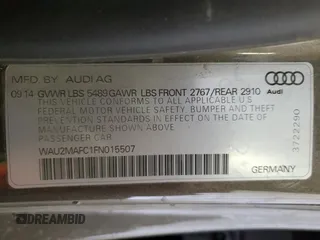 MFD. BY AUDI AG
09 14 GVWR LBS 5489 GAWR LBS FRONT 2767/REAR 2910
THIS VEHICLE CONFORMS TO ALL APPLICABLE
FEDERAL MOTOR VEHICLE SAFETY, BUMPER AND THEFT
PREVENTION STANDARDS IN EFFECT ON THE
DATE OF MANUFACTURE SHOWN ABOVE.
PASSENGER CAR
WAU2MAFC1FN015507
3722290
DREAMBID